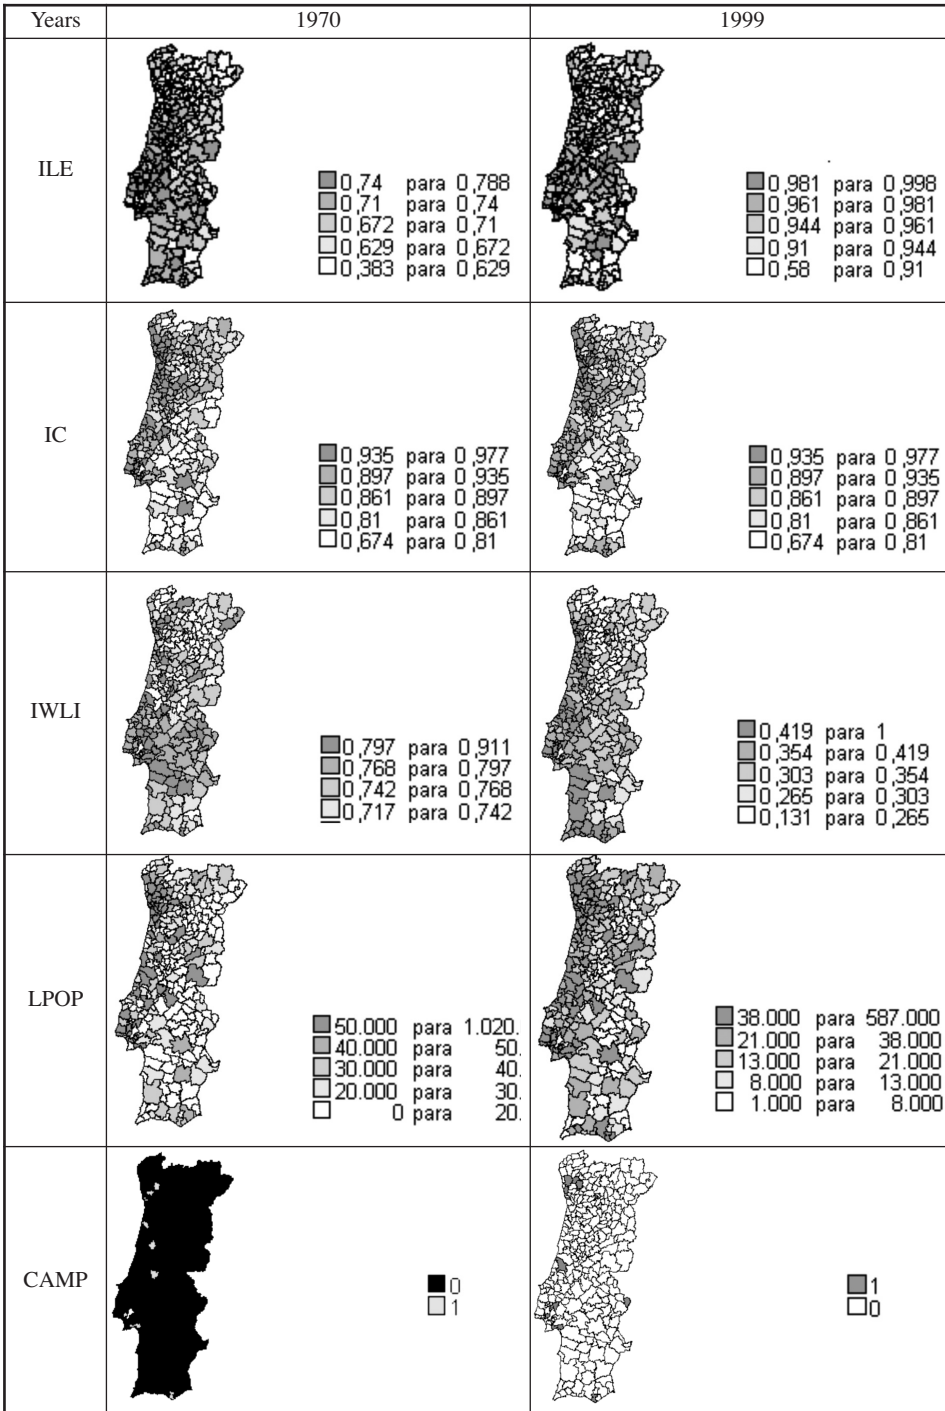 Years 1970 1999
ILE
0,74 para 0,788
0,71 para 0,74
0,672 para 0,71
0,629 para 0,672
0,383 para 0,629
0,981 para 0,998
0,961 para 0,981
0,944 para 0,961
0,91 para 0,944
0,58 para 0,91
IC
0,935 para 0,977
0,897 para 0,935
0,861 para 0,897
0,81 para 0,861
0,674 para 0,81
0,935 para 0,977
0,897 para 0,935
0,861 para 0,897
0,81 para 0,861
0,674 para 0,81
IWLI
0,797 para 0,911
0,768 para 0,797
0,742 para 0,768
0,717 para 0,742
0,419 para 1
0,354 para 0,419
0,303 para 0,354
0,265 para 0,303
0,131 para 0,265
LPOP
50.000 para 1.020.
40.000 para 50.
30.000 para 40.
20.000 para 30.
0 para 20.
38.000 para 587.000
21.000 para 38.000
13.000 para 21.000
8.000 para 13.000
1.000 para 8.000
CAMP
0
1
1
0